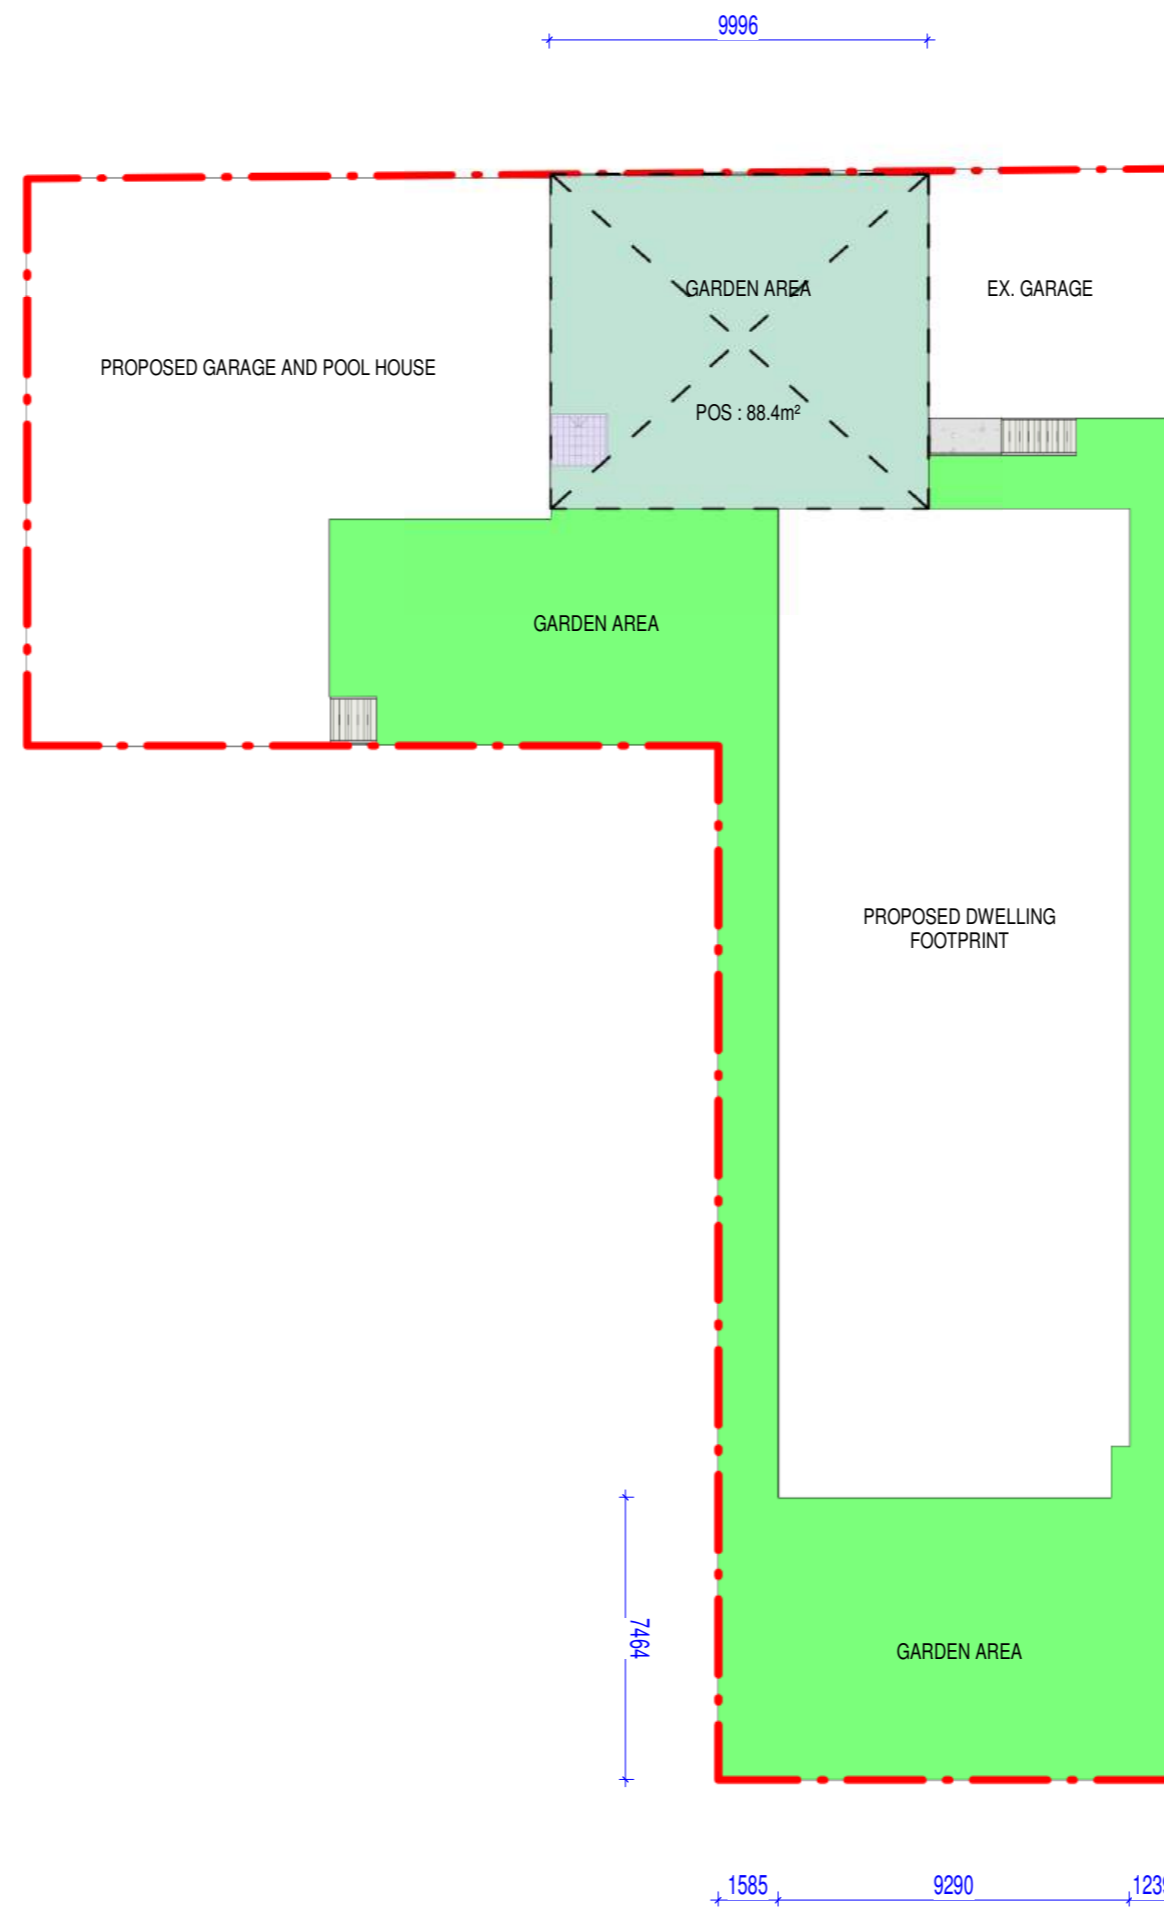 9996
GARDEN AREA
EX. GARAGE
PROPOSED GARAGE AND POOL HOUSE
POS : 88.4m²
GARDEN AREA
PROPOSED DWELLING
FOOTPRINT
7464
GARDEN AREA
1585
9290
1239